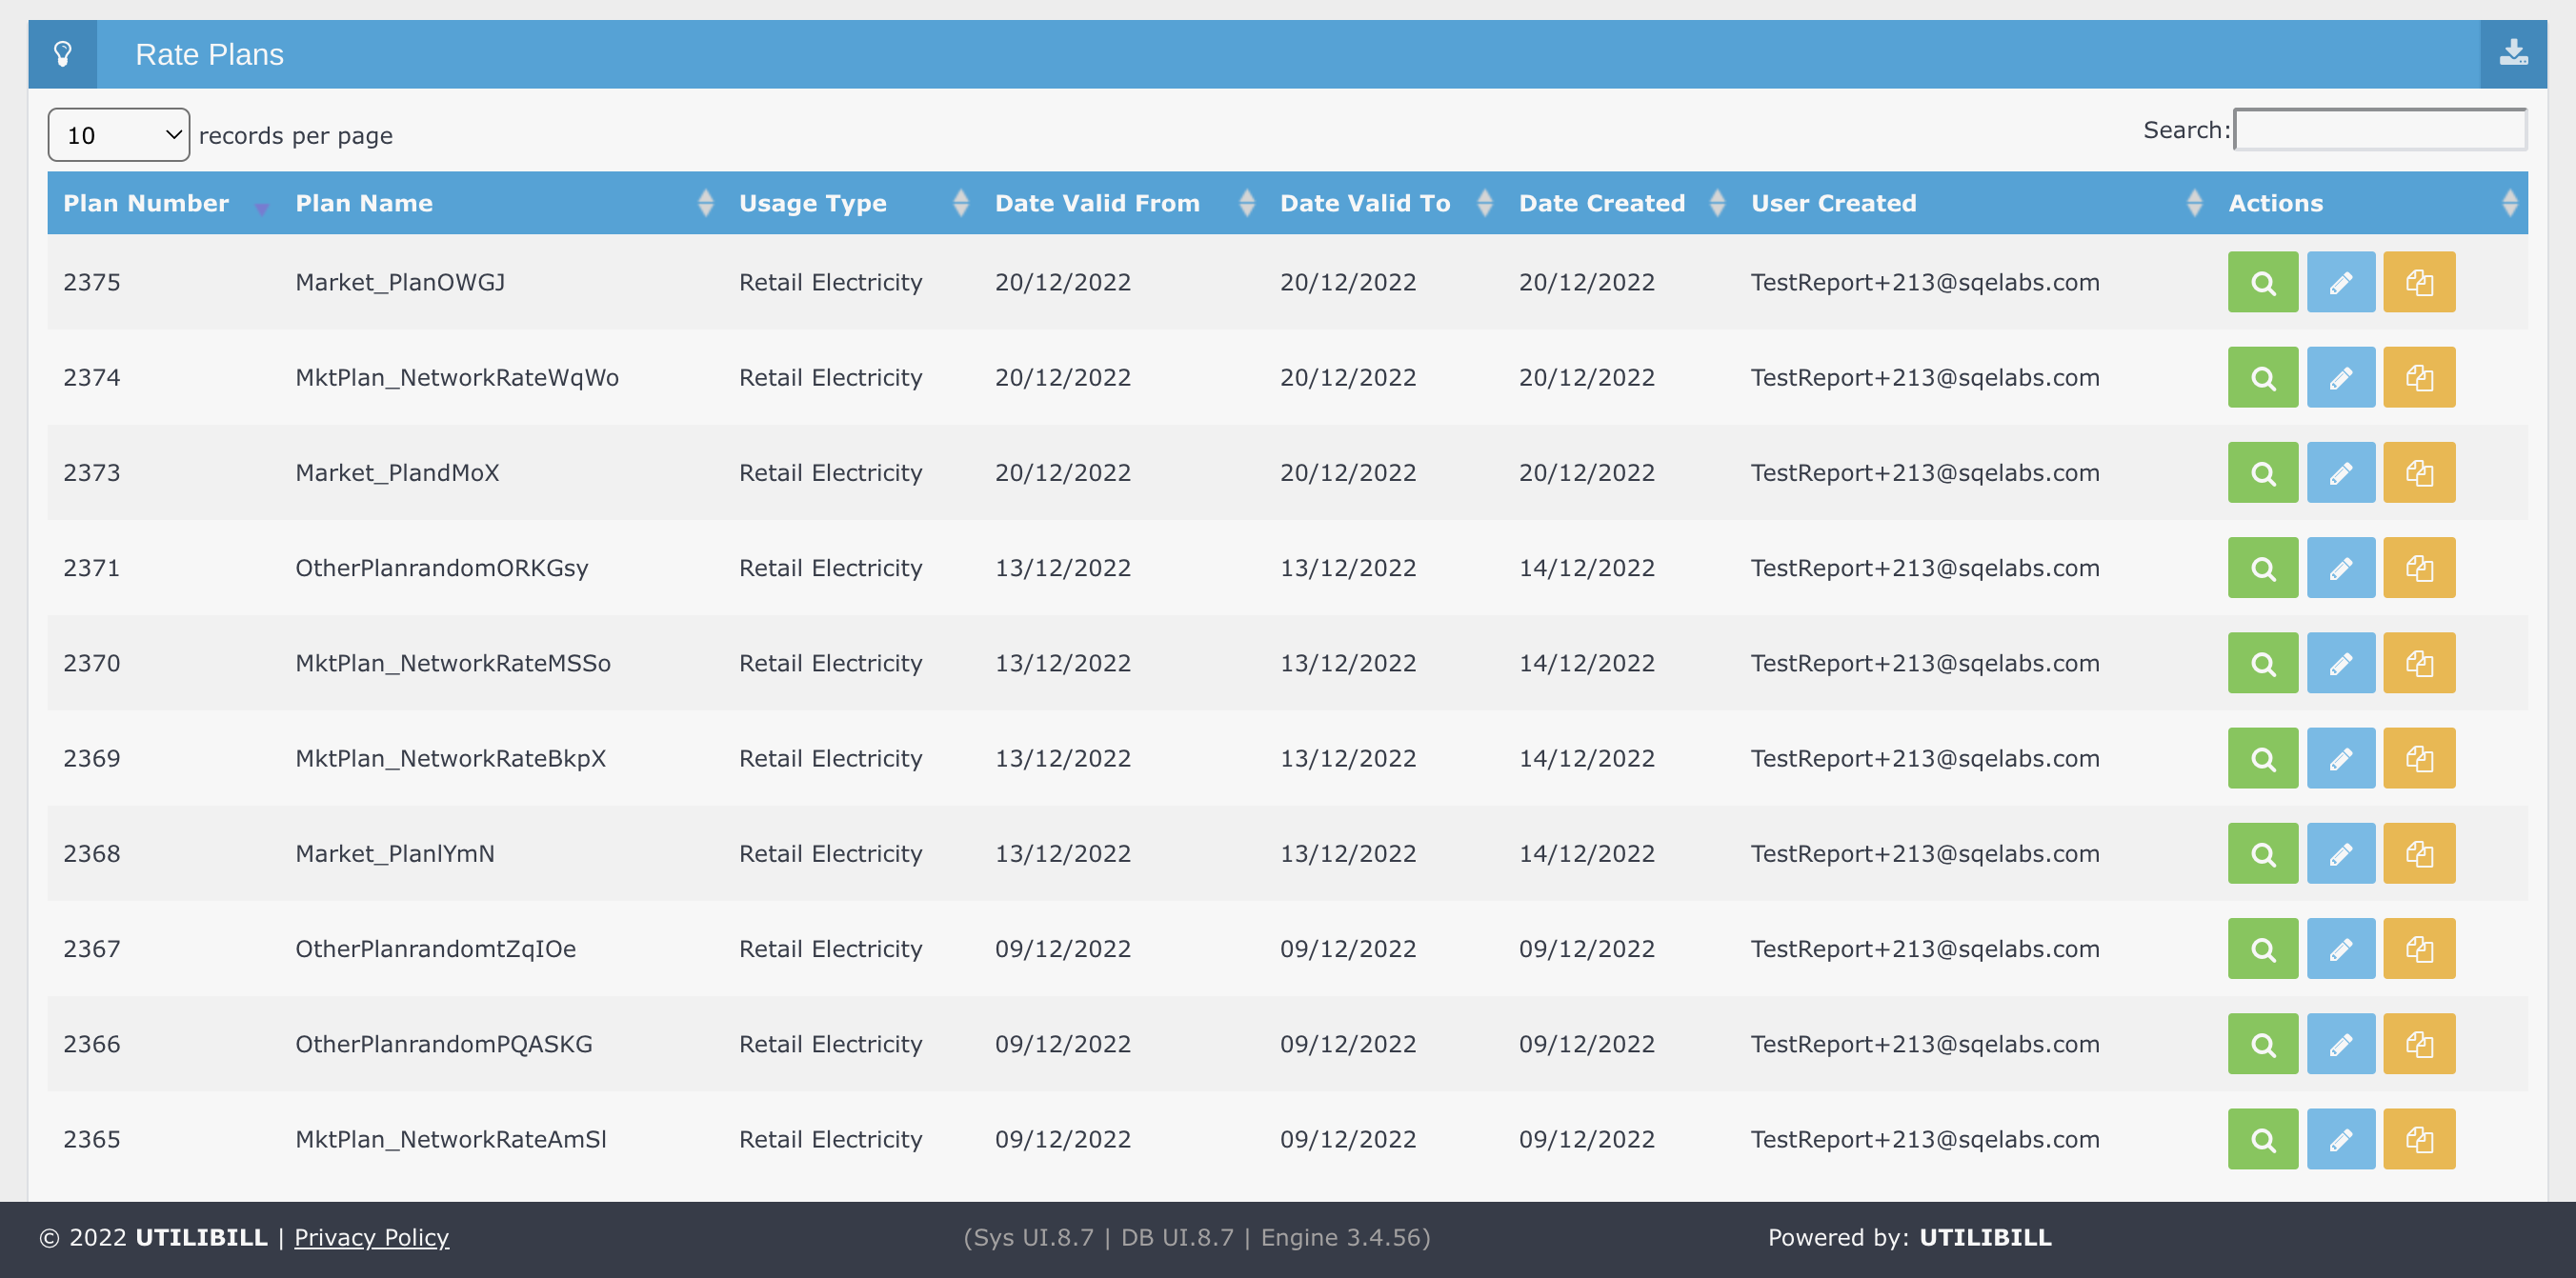 Rate Plans
10 records per page Search:
Plan Number Plan Name Usage Type Date Valid From Date Valid To Date Created User Created Actions
2375 Market_PlanOWGJ Retail Electricity 20/12/2022 20/12/2022 20/12/2022 TestReport+213@sqelabs.com
2374 MktPlan_NetworkRateWqWo Retail Electricity 20/12/2022 20/12/2022 20/12/2022 TestReport+213@sqelabs.com
2373 Market_PlandMoX Retail Electricity 20/12/2022 20/12/2022 20/12/2022 TestReport+213@sqelabs.com
2371 OtherPlanrandomORKGsy Retail Electricity 13/12/2022 13/12/2022 14/12/2022 TestReport+213@sqelabs.com
2370 MktPlan_NetworkRateMSSo Retail Electricity 13/12/2022 13/12/2022 14/12/2022 TestReport+213@sqelabs.com
2369 MktPlan_NetworkRateBkpX Retail Electricity 13/12/2022 13/12/2022 14/12/2022 TestReport+213@sqelabs.com
2368 Market_PlanlYmN Retail Electricity 13/12/2022 13/12/2022 14/12/2022 TestReport+213@sqelabs.com
2367 OtherPlanrandomtZqIOe Retail Electricity 09/12/2022 09/12/2022 09/12/2022 TestReport+213@sqelabs.com
2366 OtherPlanrandomPQASKG Retail Electricity 09/12/2022 09/12/2022 09/12/2022 TestReport+213@sqelabs.com
2365 MktPlan_NetworkRateAmSl Retail Electricity 09/12/2022 09/12/2022 09/12/2022 TestReport+213@sqelabs.com
© 2022 UTILIBILL | Privacy Policy (Sys UI.8.7 | DB UI.8.7 | Engine 3.4.56) Powered by: UTILIBILL